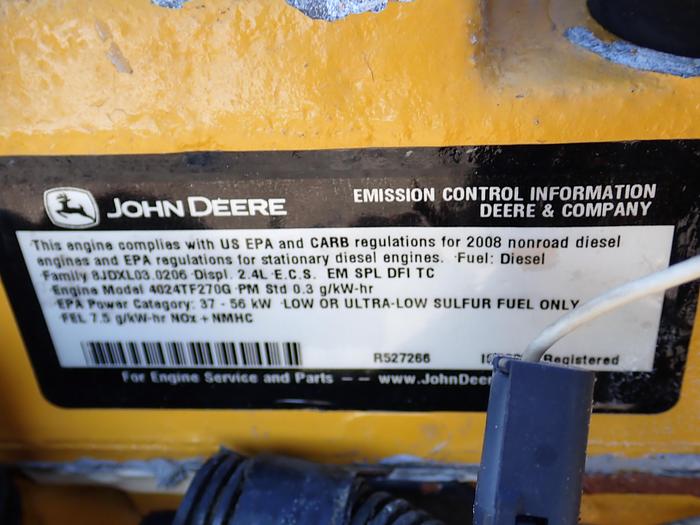 JOHN DEERE
EMISSION CONTROL INFORMATION
DEERE & COMPANY
This engine complies with US EPA and CARB regulations for 2008 nonroad diesel
engines and EPA regulations for stationary diesel engines. Fuel: Diesel
Family 8JDXL03.0206 Displ. 2.4L E.C.S. EM SPL DFI TC
Engine Model 4024TF270G PM Std 0.3 g/kW-hr
EPA Power Category: 37 - 56 kW LOW OR ULTRA-LOW SULFUR FUEL ONLY
FEL 7.5 g/kW-hr NOx + NMHC
R527266 Registered
For Engine Service and Parts -- www.JohnDee